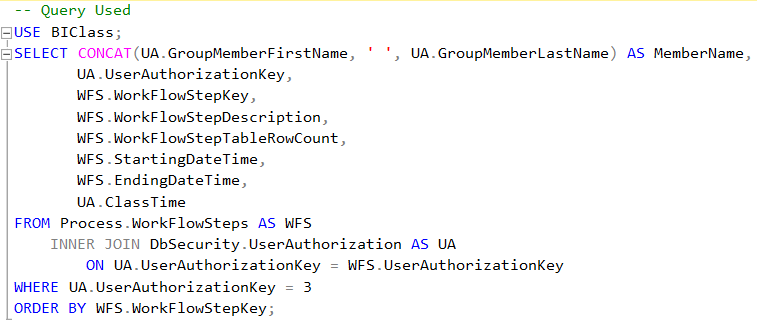 -- Query Used
USE BIClass;
SELECT CONCAT(UA.GroupMemberFirstName, ' ', UA.GroupMemberLastName) AS MemberName,
UA.UserAuthorizationKey,
WFS.WorkFlowStepKey,
WFS.WorkFlowStepDescription,
WFS.WorkFlowStepTableRowCount,
WFS.StartingDateTime,
WFS.EndingDateTime,
UA.ClassTime
FROM Process.WorkFlowSteps AS WFS
INNER JOIN DbSecurity.UserAuthorization AS UA
ON UA.UserAuthorizationKey = WFS.UserAuthorizationKey
WHERE UA.UserAuthorizationKey = 3
ORDER BY WFS.WorkFlowStepKey;